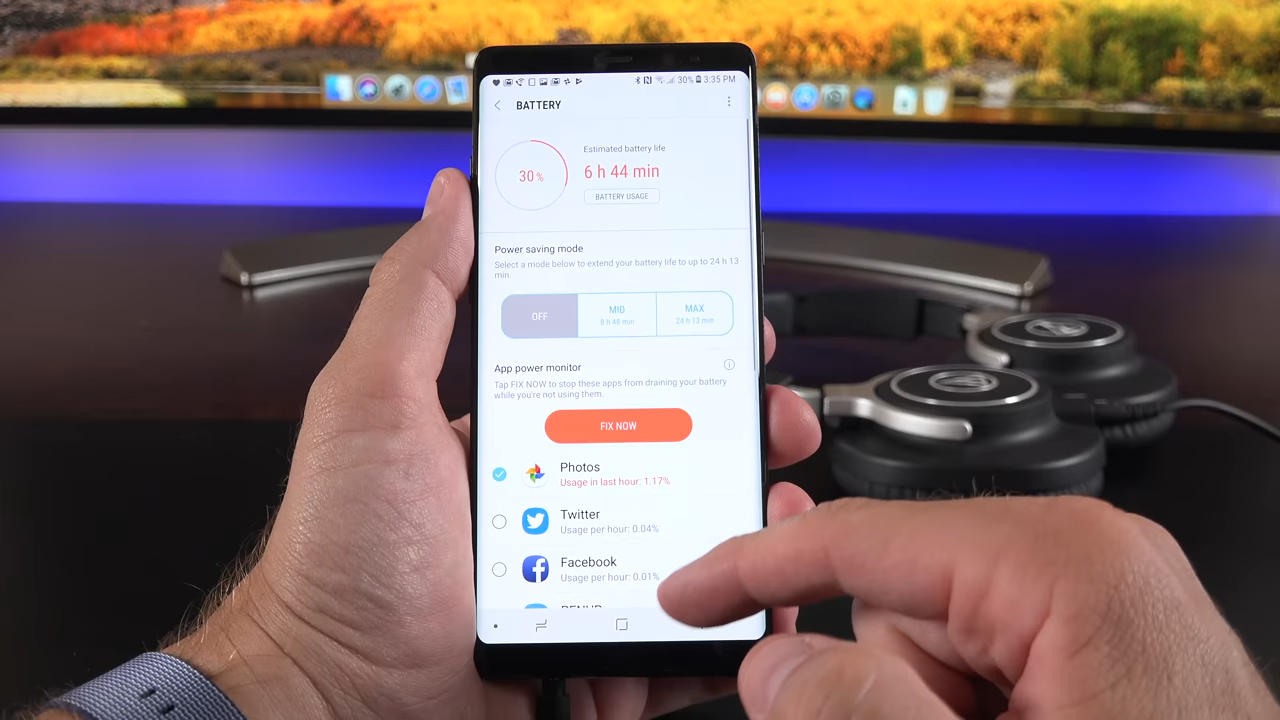 30% 3:35 PM
BATTERY
30%
Estimated battery life
6 h 44 min
BATTERY USAGE
Power saving mode
Select a mode below to extend your battery life to up to 24 h 13
min.
OFF
MID
8 h 48 min
MAX
24 h 13 min
App power monitor
Tap FIX NOW to stop these apps from draining your battery
while you're not using them.
FIX NOW
Photos
Usage in last hour: 1.17%
Twitter
Usage per hour: 0.04%
Facebook
Usage per hour: 0.01%